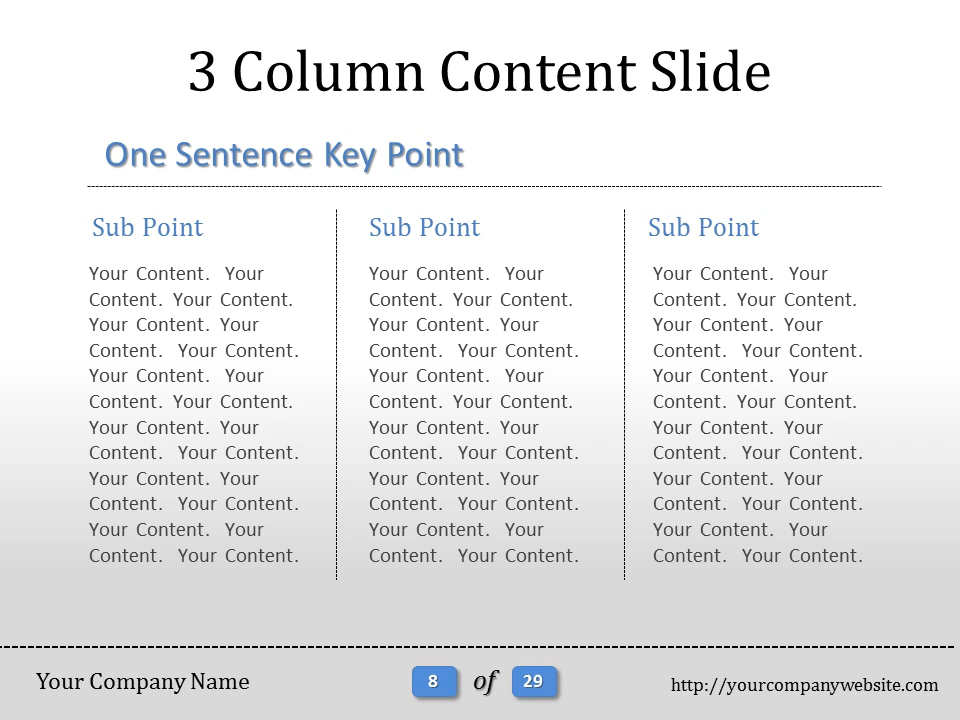 3 Column Content Slide
One Sentence Key Point
Sub Point
Your Content.  Your
Content. Your Content.
Your Content. Your
Content.  Your Content.
Your Content.  Your
Content. Your Content.
Your Content. Your
Content.  Your Content.
Your Content. Your
Content.  Your Content.
Your Content.  Your
Content.  Your Content.
Sub Point
Your Content.  Your
Content. Your Content.
Your Content. Your
Content.  Your Content.
Your Content.  Your
Content. Your Content.
Your Content. Your
Content.  Your Content.
Your Content. Your
Content.  Your Content.
Your Content.  Your
Content.  Your Content.
Sub Point
Your Content.  Your
Content. Your Content.
Your Content. Your
Content.  Your Content.
Your Content.  Your
Content. Your Content.
Your Content. Your
Content.  Your Content.
Your Content. Your
Content.  Your Content.
Your Content.  Your
Content.  Your Content.
Your Company Name
8 of 29
http://yourcompanywebsite.com